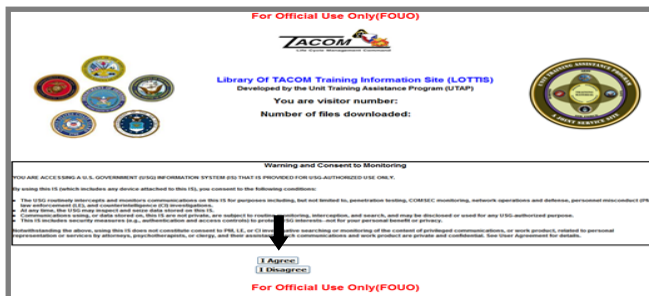 For Official Use Only(FOUO)
TACOM
Life Cycle Management Command
Library Of TACOM Training Information Site (LOTTIS)
Developed by the Unit Training Assistance Program (UTAP)
You are visitor number:
Number of files downloaded:
UNIT TRAINING ASSISTANCE PROGRAM
A JOINT SERVICE SITE
Warning and Consent to Monitoring
YOU ARE ACCESSING A U.S. GOVERNMENT (USG) INFORMATION SYSTEM (IS) THAT IS PROVIDED FOR USG-AUTHORIZED USE ONLY.
By using this IS (which includes any device attached to this IS), you consent to the following conditions:
• The USG routinely intercepts and monitors communications on this IS for purposes including, but not limited to, penetration testing, COMSEC monitoring, network operations and defense, personnel misconduct
law enforcement (LE), and counterintelligence (CI) investigations.
• At any time, the USG may inspect and seize data stored on this IS.
• Communications using, or data stored on, this IS are not private, are subject to routine monitoring, interception, and search, and may be disclosed or used for any USG-authorized purpose.
• This IS includes security measures (e.g., authentication and access controls) to protect USG interests--not for your personal benefit or privacy.
Notwithstanding the above, using this IS does not constitute consent to PM, LE, or CI investigative searching or monitoring of the content of privileged communications, or work product, related to personal
representation or services by attorneys, psychotherapists, or clergy, and their assistants. Such communications and work product are private and confidential. See User Agreement for details.
I Agree
I Disagree
For Official Use Only(FOUO)